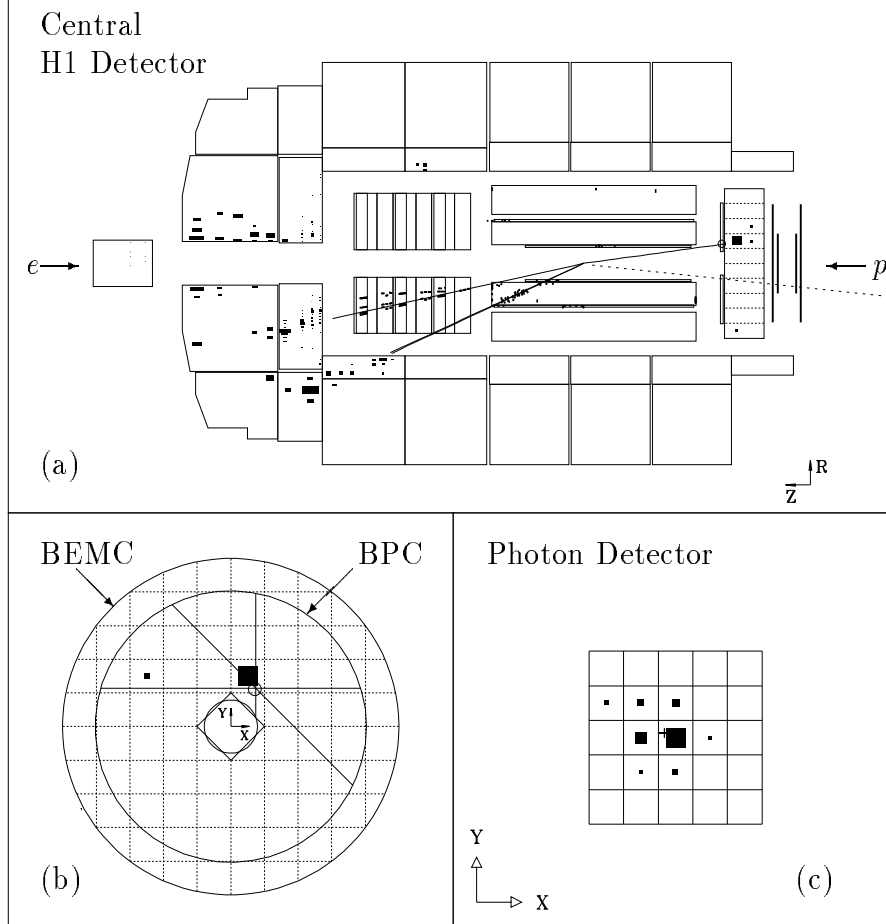 Central
H1 Detector
e
p
(a)
R
Z
BEMC
BPC
Photon Detector
Y
X
Y
X
(b)
(c)